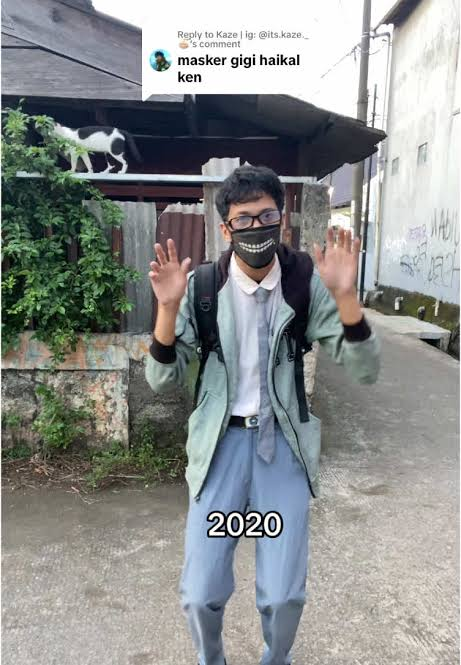 Reply to Kaze | ig: @its.kaze._
🍜's comment
masker gigi haikal
ken
2020